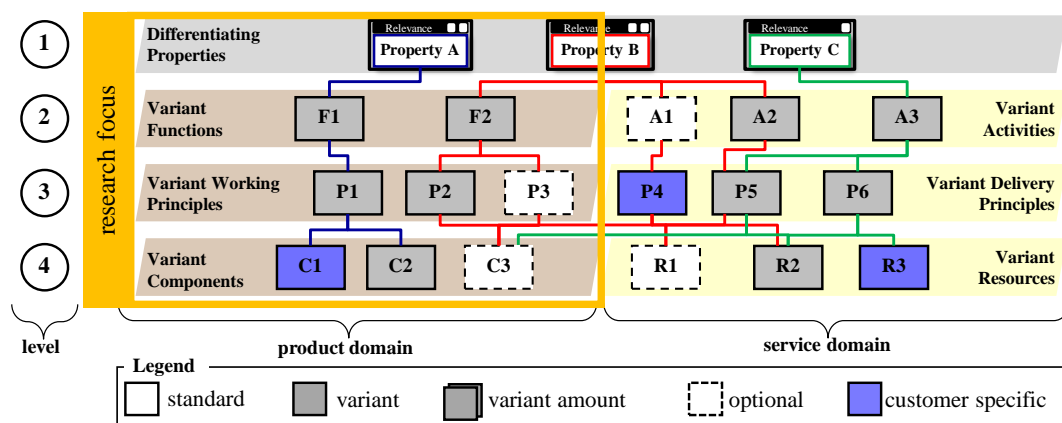 1
Differentiating
Properties
Relevance
Property A
Relevance
Property B
Relevance
Property C
research focus
2
Variant
Functions
F1
F2
A1
A2
A3
Variant
Activities
3
Variant Working
Principles
P1
P2
P3
P4
P5
P6
Variant Delivery
Principles
4
Variant
Components
C1
C2
C3
R1
R2
R3
Variant
Resources
level
product domain
service domain
Legend
standard
variant
variant amount
optional
customer specific